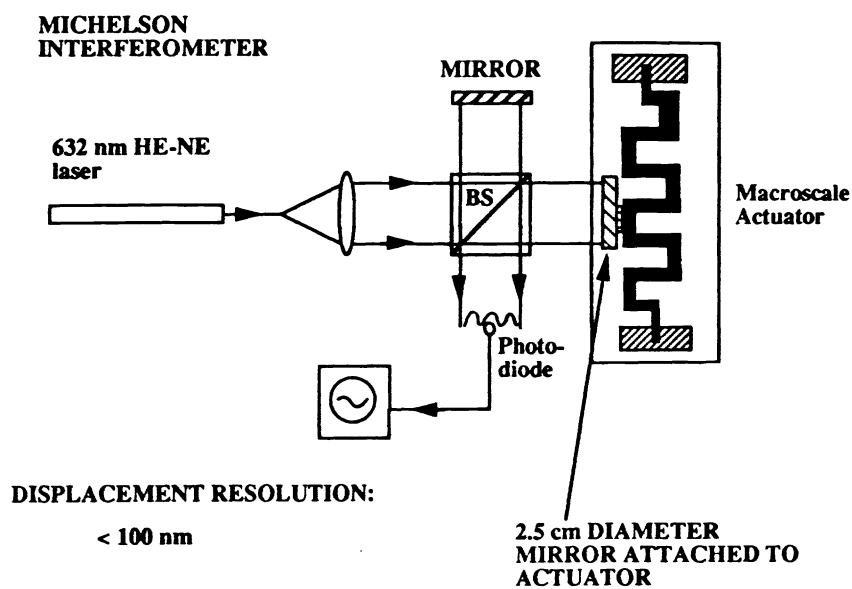 MICHELSON
INTERFEROMETER
MIRROR
632 nm HE-NE
laser
BS
Macroscale
Actuator
Photo-
diode
DISPLACEMENT RESOLUTION:
< 100 nm
2.5 cm DIAMETER
MIRROR ATTACHED TO
ACTUATOR